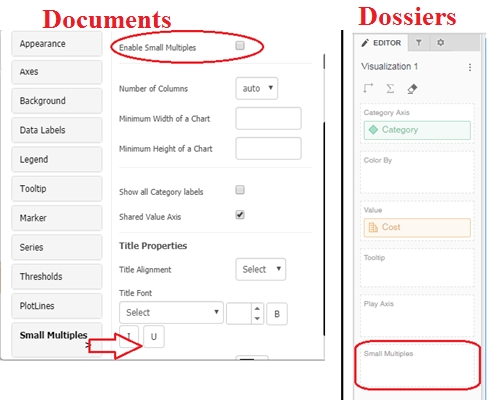 Documents
Appearance
Axes
Background
Data Labels
Legend
Tooltip
Marker
Series
Thresholds
PlotLines
Small Multiples
>
Enable Small Multiples
Number of Columns auto
Minimum Width of a Chart
Minimum Height of a Chart
Show all Category labels
Shared Value Axis
Title Properties
Title Alignment Select
Title Font
Select B
I U
Dossiers
EDITOR
Visualization 1
Category Axis
Category
Color By
Value
Cost
Tooltip
Play Axis
Small Multiples